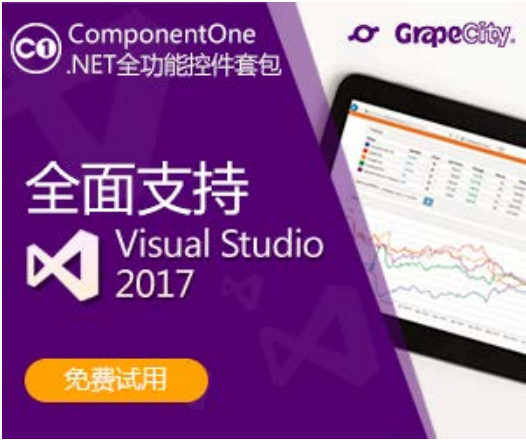 C1 ComponentOne
.NET全功能控件套包
GrapeCity.
全面支持
Visual Studio
2017
免费试用